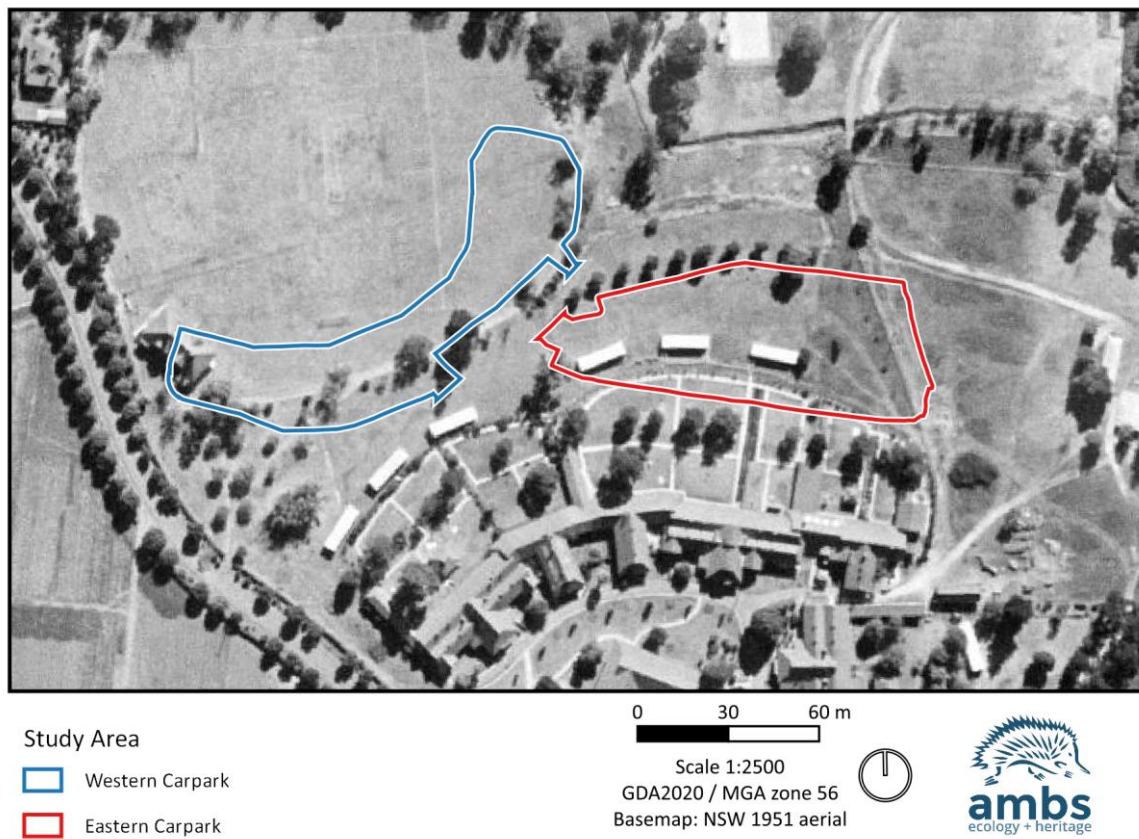 Study Area
Western Carpark
Eastern Carpark
0 30 60 m
Scale 1:2500
GDA2020 / MGA zone 56
Basemap: NSW 1951 aerial
ambs
ecology + heritage